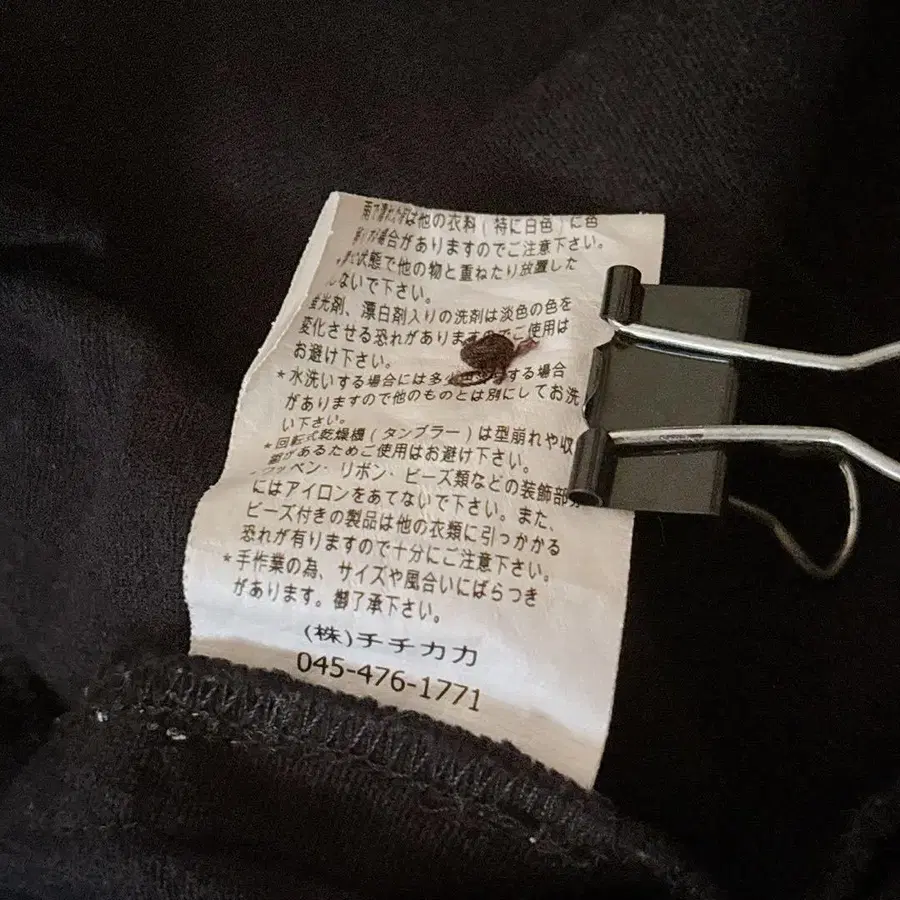 は他の衣料(特に白色)に色
場合がありますのでご注意下さい。
状態で他の物と重ねたり放置した
ないで下さい。
蛍光剤、漂白剤入りの洗剤は淡色の色を
変化させる恐れがありますのでご使用は
お避け下さい。
*水洗いする場合には多少 する場合
がありますので他のものとは別にしてお洗
い下さい。
*回転式乾燥機(タンブラー)は型崩れや収
があるためご使用はお避け下さい。
ワッペン・リボン・ビーズ類などの装飾部分
にはアイロンをあてないで下さい。また、
ビーズ付きの製品は他の衣類に引っかかる
恐れが有りますので十分にご注意下さい。
*手作業の為、サイズや風合いにばらつき
があります。御了承下さい。
(株)チチカカ
045-476-1771